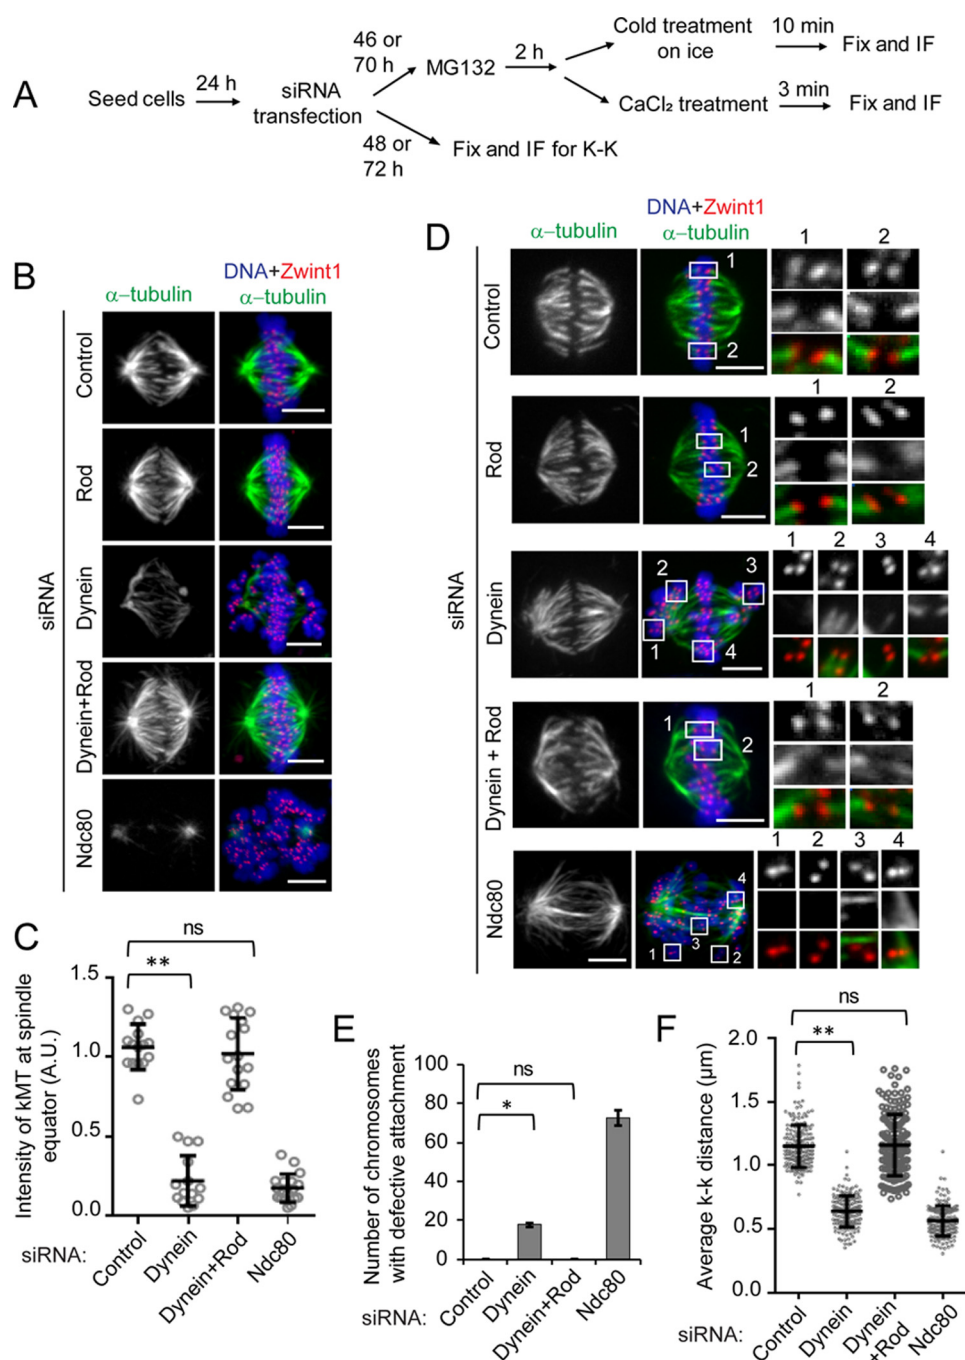 A
Seed cells
24 h
siRNA
transfection
46 or
70 h
MG132
2 h
Cold treatment
on ice
10 min
Fix and IF
CaCl₂ treatment
3 min
Fix and IF
48 or
72 h
Fix and IF for K-K
B
α–tubulin
DNA+Zwint1
α–tubulin
siRNA
Control
Rod
Dynein
Dynein+Rod
Ndc80
C
ns
**
Intensity of kMT at spindle
equator (A.U.)
1.5
1.0
0.5
0.0
siRNA:
Control
Dynein
Dynein+Rod
Ndc80
D
α–tubulin
DNA+Zwint1
α–tubulin
siRNA
Control
1
2
1
2
Rod
1
2
1
2
Dynein
2
3
1
4
1
2
3
4
Dynein + Rod
1
2
1
2
Ndc80
4
3
1
2
1
2
3
4
E
ns
*
Number of chromosomes
with defective attachment
100
80
60
40
20
0
siRNA:
Control
Dynein
Dynein+Rod
Ndc80
F
ns
**
Average k-k distance (µm)
2.0
1.5
1.0
0.5
0.0
siRNA:
Control
Dynein
Dynein
+Rod
Ndc80